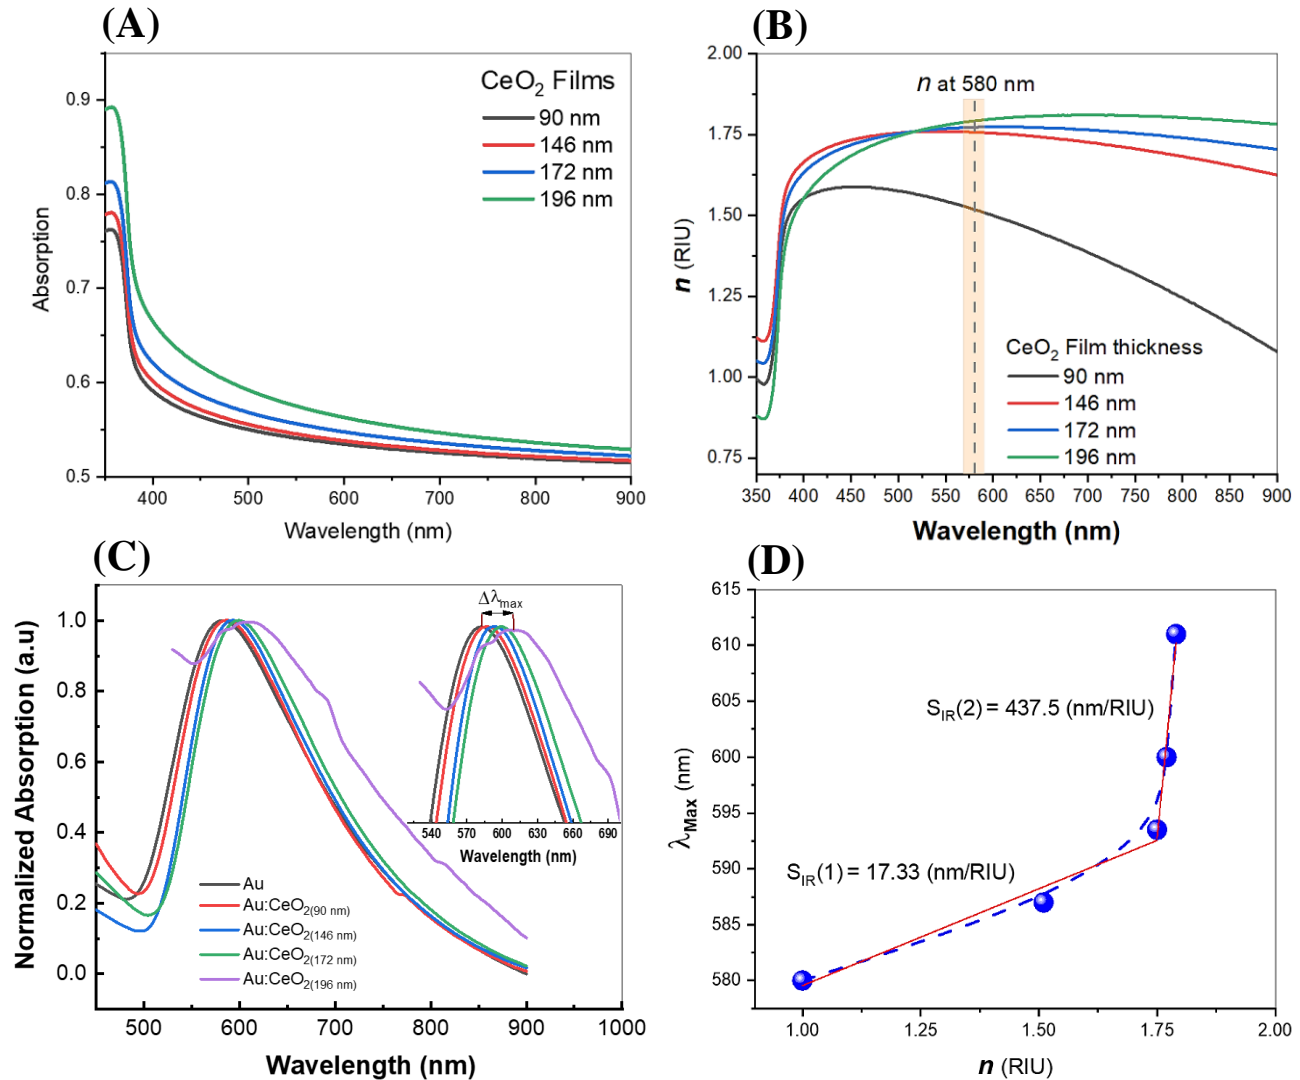 (A)
0.9
0.8
0.7
0.6
0.5
Absorption
CeO2 Films
90 nm
146 nm
172 nm
196 nm
400 500 600 700 800 900
Wavelength (nm)
(B)
2.00
1.75
1.50
1.25
1.00
0.75
n (RIU)
n at 580 nm
CeO2 Film thickness
90 nm
146 nm
172 nm
196 nm
350 400 450 500 550 600 650 700 750 800 850 900
Wavelength (nm)
(C)
1.0
0.8
0.6
0.4
0.2
0.0
Normalized Absorption (a.u)
Δλmax
540 570 600 630 660 690
Wavelength (nm)
Au
Au:CeO2(90 nm)
Au:CeO2(146 nm)
Au:CeO2(172 nm)
Au:CeO2(196 nm)
500 600 700 800 900 1000
Wavelength (nm)
(D)
615
610
605
600
595
590
585
580
λMax (nm)
SIR(2) = 437.5 (nm/RIU)
SIR(1) = 17.33 (nm/RIU)
1.00 1.25 1.50 1.75 2.00
n (RIU)